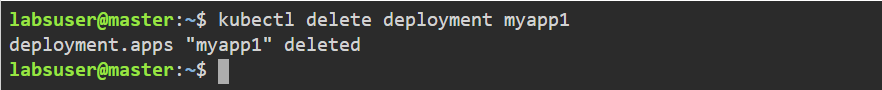 labsuser@master:~$ kubectl delete deployment myapp1
deployment.apps "myapp1" deleted
labsuser@master:~$